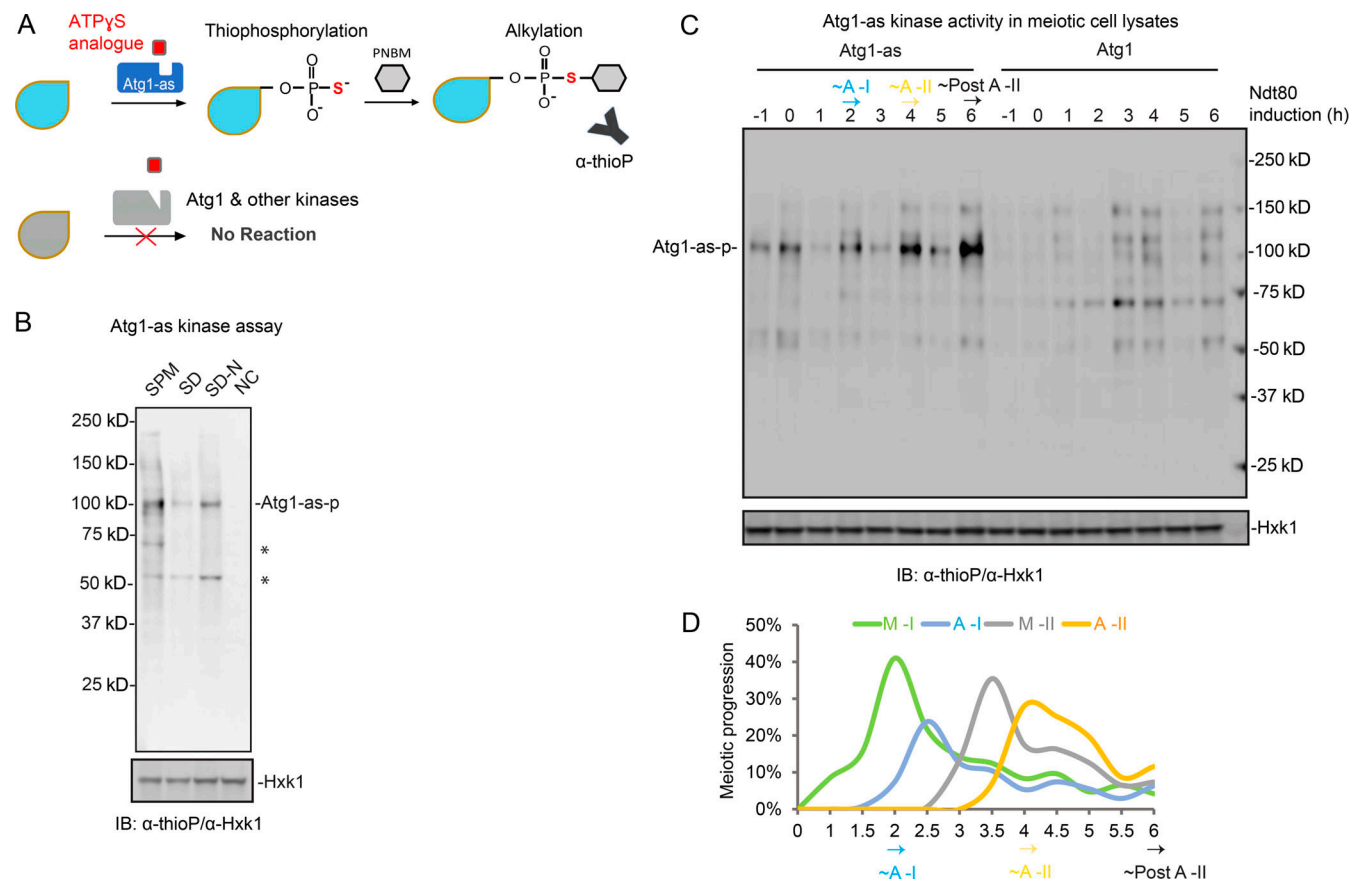 A
ATPɣS
analogue
Atg1-as
Thiophosphorylation
O
O P S-
O-
PNBM
Alkylation
O
O P S
O-
α-thioP
Atg1 & other kinases
No Reaction
B
Atg1-as kinase assay
SPM SD SD-N NC
250 kD-
150 kD-
100 kD-
75 kD-
50 kD-
37 kD-
25 kD-
-Atg1-as-p
*
*
-Hxk1
IB: α-thioP/α-Hxk1
C
Atg1-as kinase activity in meiotic cell lysates
Atg1-as Atg1
~A -I ~A -II ~Post A -II
→ → →
-1 0 1 2 3 4 5 6 -1 0 1 2 3 4 5 6
Ndt80
induction (h)
Atg1-as-p-
-250 kD
-150 kD
-100 kD
-75 kD
-50 kD
-37 kD
-25 kD
-Hxk1
IB: α-thioP/α-Hxk1
D
M -I A -I M -II A -II
Meiotic progression
50%
40%
30%
20%
10%
0%
0 1 1.5 2 2.5 3 3.5 4 4.5 5 5.5 6
→ → →
~A -I ~A -II ~Post A -II